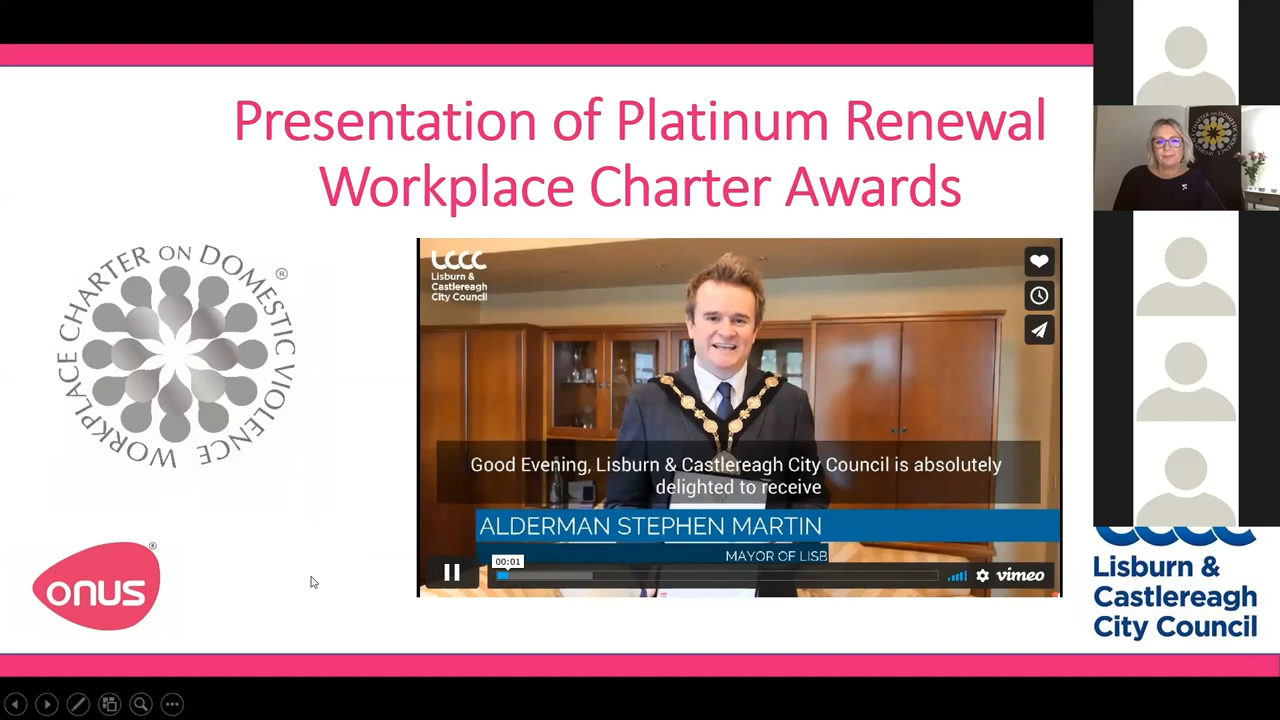 Presentation of Platinum Renewal
Workplace Charter Awards
WORKPLACE CHARTER ON DOMESTIC VIOLENCE ®
LCCC
Lisburn &
Castlereagh
City Council
Good Evening, Lisburn & Castlereagh City Council is absolutely
delighted to receive
ALDERMAN STEPHEN MARTIN
MAYOR OF LISB
00:01
vimeo
onus ®
Lisburn &
Castlereagh
City Council